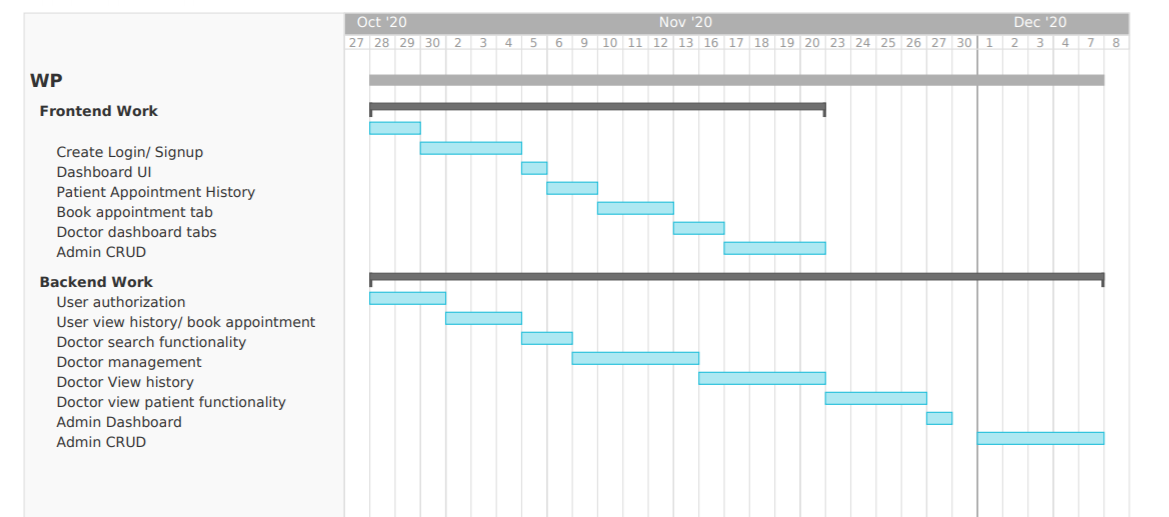 Oct '20 Nov '20 Dec '20
27 28 29 30 2 3 4 5 6 9 10 11 12 13 16 17 18 19 20 23 24 25 26 27 30 1 2 3 4 7 8
WP
Frontend Work
Create Login/ Signup
Dashboard UI
Patient Appointment History
Book appointment tab
Doctor dashboard tabs
Admin CRUD
Backend Work
User authorization
User view history/ book appointment
Doctor search functionality
Doctor management
Doctor View history
Doctor view patient functionality
Admin Dashboard
Admin CRUD